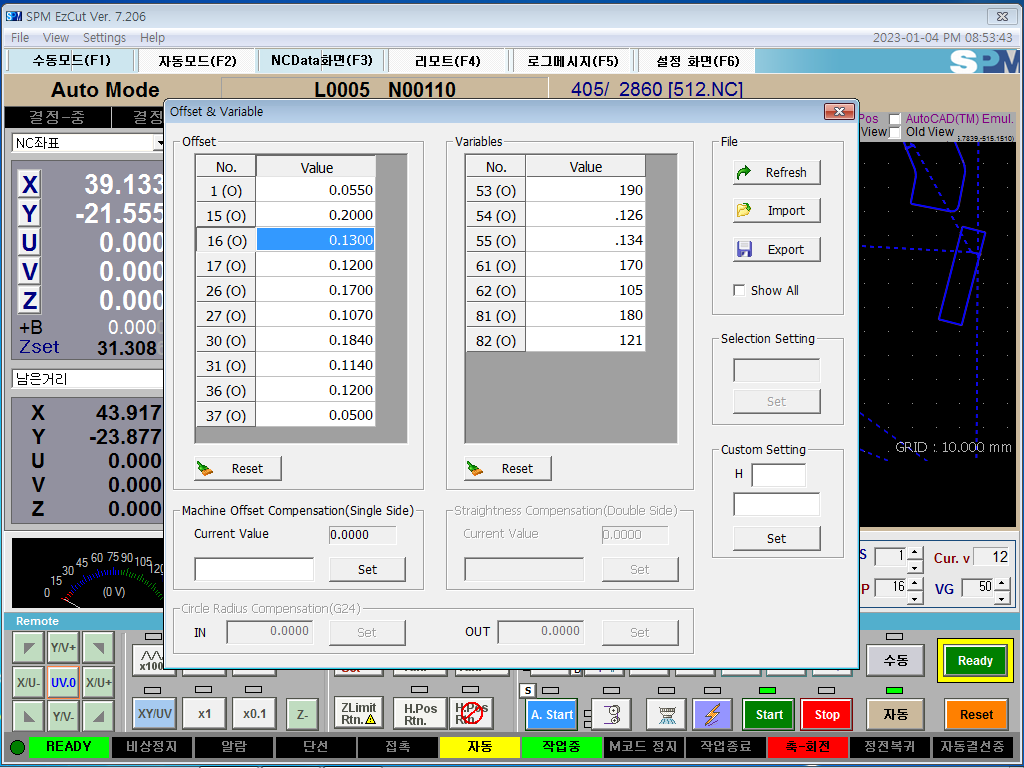 SPM EzCut Ver. 7.206
File View Settings Help 2023-01-04 PM 08:53:43
수동모드(F1) 자동모드(F2) NCData화면(F3) 리모트(F4) 로그메시지(F5) 설정 화면(F6) SPM
Auto Mode L0005 N00110 405/ 2860 [512.NC]
결정-중 결정
NC좌표
X 39.133
Y -21.555
U 0.000
V 0.000
Z 0.000
+B 0.000
Zset 31.308
남은거리
X 43.917
Y -23.877
U 0.000
V 0.000
Z 0.000
0 15 30 45 60 75 90 105 120
(0 V)
Pos AutoCAD(TM) Emul.
View Old View
GRID : 10.000 mm
Offset & Variable
Offset
No. Value
1 (O) 0.0550
15 (O) 0.2000
16 (O) 0.1300
17 (O) 0.1200
26 (O) 0.1700
27 (O) 0.1070
30 (O) 0.1840
31 (O) 0.1140
36 (O) 0.1200
37 (O) 0.0500
Reset
Variables
No. Value
53 (O) 190
54 (O) .126
55 (O) .134
61 (O) 170
62 (O) 105
81 (O) 180
82 (O) 121
Reset
File
Refresh
Import
Export
Show All
Selection Setting
Set
Custom Setting
H
Set
Machine Offset Compensation(Single Side)
Current Value 0.0000
Set
Straightness Compensation(Double Side)
Current Value 0.0000
Set
Circle Radius Compensation(G24)
IN 0.0000 Set OUT 0.0000 Set
S 1 Cur. v 12
P 16 VG 50
Remote
Y/V+
X/U- UV.0 X/U+
Y/V-
x100
수동 Ready
XY/UV x1 x0.1 Z- ZLimit Rtn. H.Pos Rtn. H.Pos Rtn. S A. Start Start Stop 자동 Reset
READY 비상정지 알람 단선 접촉 자동 작업중 M코드 정지 작업종료 축-회전 정전복귀 자동결선중